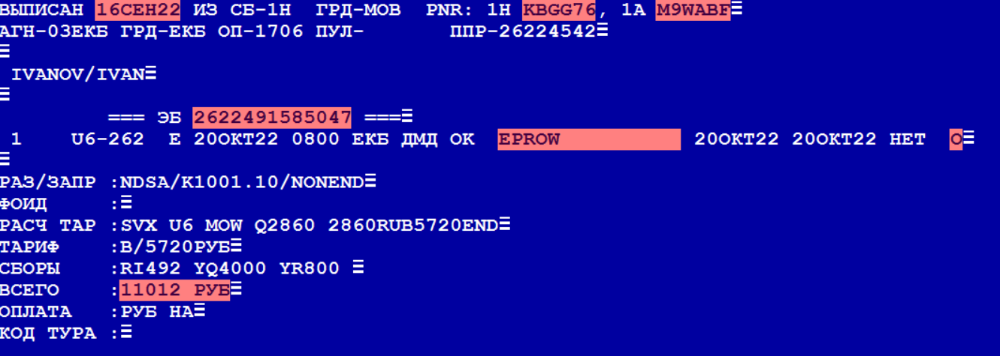 ВЫПИСАН 16СЕН22 ИЗ СБ-1Н ГРД-МОВ PNR: 1Н KBGG76, 1А M9WABF
АГН-03ЕКБ ГРД-ЕКБ ОП-1706 ПУЛ- ППР-26224542
IVANOV/IVAN
=== ЭБ 2622491585047 ===
1 U6-262 E 20ОКТ22 0800 ЕКБ ДМД ОК EPROW 20ОКТ22 20ОКТ22 НЕТ O
РАЗ/ЗАПР :NDSA/K1001.10/NONEND
ФОИД :
РАСЧ ТАР :SVX U6 MOW Q2860 2860RUB5720END
ТАРИФ :В/5720РУБ
СБОРЫ :RI492 YQ4000 YR800
ВСЕГО :11012 РУБ
ОПЛАТА :РУБ НА
КОД ТУРА :